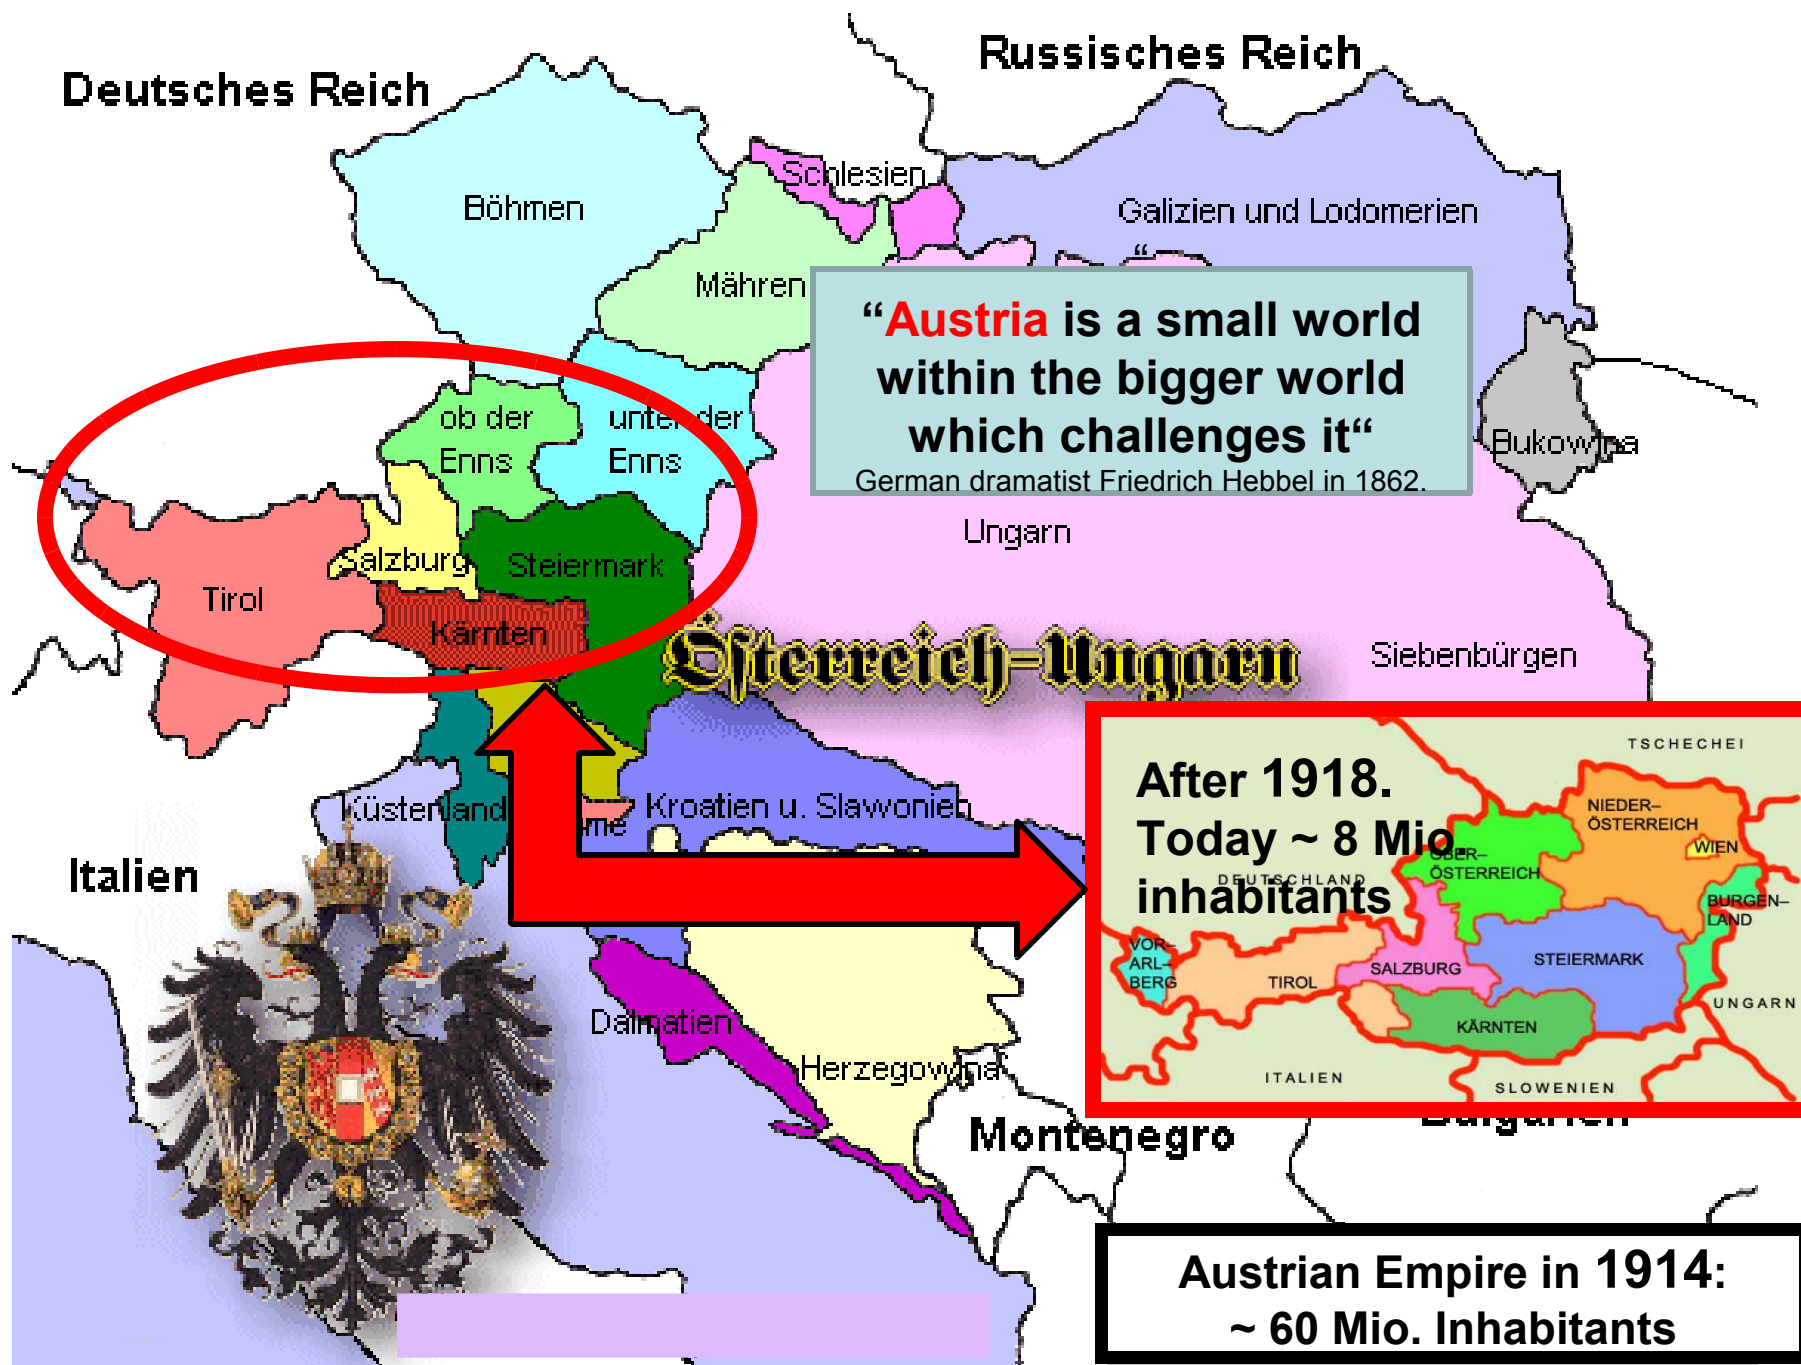 Deutsches Reich
Russisches Reich
Schlesien
Böhmen
Galizien und Lodomerien
“
Mähren
“Austria is a small world
within the bigger world
which challenges it“
German dramatist Friedrich Hebbel in 1862.
ob der
Enns
unter der
Enns
Bukowina
Ungarn
Salzburg
Steiermark
Tirol
Kärnten
Österreich-Ungarn
Siebenbürgen
Küstenland
me
Kroatien u. Slawonien
Italien
After 1918.
Today ~ 8 Mio.
inhabitants
TSCHECHEI
NIEDER–
ÖSTERREICH
WIEN
OBER–
ÖSTERREICH
DEUTSCHLAND
BURGEN–
LAND
VOR–
ARL–
BERG
TIROL
SALZBURG
STEIERMARK
UNGARN
KÄRNTEN
ITALIEN
SLOWENIEN
Dalmatien
Herzegowina
Montenegro
Bulgarien
Austrian Empire in 1914:
~ 60 Mio. Inhabitants